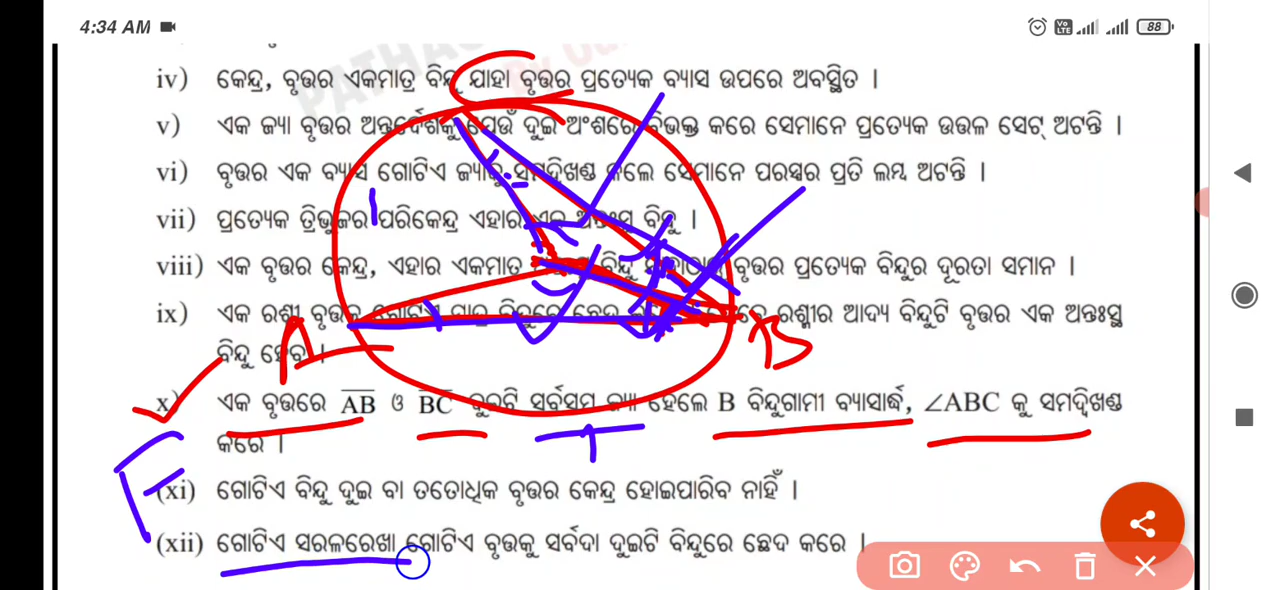 4:34 AM
88
iv) କେନ୍ଦ୍ର, ବୃତ୍ତର ଏକମାତ୍ର ବିନ୍ଦୁ ଯାହା ବୃତ୍ତର ପ୍ରତ୍ୟେକ ବ୍ୟାସ ଉପରେ ଅବସ୍ଥିତ ।
v) ଏକ ଜ୍ୟା ବୃତ୍ତର ଅନ୍ତର୍ଦେଶକୁ ଯେଉଁ ଦୁଇ ଅଂଶରେ ବିଭକ୍ତ କରେ ସେମାନେ ପ୍ରତ୍ୟେକ ଉତ୍ତଳ ସେଟ୍ ଅଟନ୍ତି ।
vi) ବୃତ୍ତର ଏକ ବ୍ୟାସ ଗୋଟିଏ ଜ୍ୟାକୁ ସମଦ୍ବିଖଣ୍ଡ କଲେ ସେମାନେ ପରସ୍ପର ପ୍ରତି ଲମ୍ବ ଅଟନ୍ତି ।
vii) ପ୍ରତ୍ୟେକ ତ୍ରିଭୁଜର ପରିକେନ୍ଦ୍ର ଏହାର ଏକ ଅନ୍ତଃସ୍ଥ ବିନ୍ଦୁ ।
viii) ଏକ ବୃତ୍ତର କେନ୍ଦ୍ର, ଏହାର ଏକମାତ୍ର ବିନ୍ଦୁ ବୃତ୍ତର ପ୍ରତ୍ୟେକ ବିନ୍ଦୁର ଦୂରତା ସମାନ ।
ix) ଏକ ରଶ୍ମୀ ବୃତ୍ତକୁ ଗୋଟିଏ ମାତ୍ର ବିନ୍ଦୁରେ ଛେଦ ରଶ୍ମୀର ଆଦ୍ୟ ବିନ୍ଦୁଟି ବୃତ୍ତର ଏକ ଅନ୍ତଃସ୍ଥ
ବିନ୍ଦୁ ହେବ ।
A B
x) ଏକ ବୃତ୍ତରେ AB ଓ BC ଦୁଇଟି ସର୍ବସମ ଜ୍ୟା ହେଲେ B ବିନ୍ଦୁଗାମୀ ବ୍ୟାସାର୍ଦ୍ଧ, ∠ABC କୁ ସମଦ୍ବିଖଣ୍ଡ
କରେ ।
T
F
(xi) ଗୋଟିଏ ବିନ୍ଦୁ ଦୁଇ ବା ତତୋଧିକ ବୃତ୍ତର କେନ୍ଦ୍ର ହୋଇପାରିବ ନାହିଁ ।
(xii) ଗୋଟିଏ ସରଳରେଖା ଗୋଟିଏ ବୃତ୍ତକୁ ସର୍ବଦା ଦୁଇଟି ବିନ୍ଦୁରେ ଛେଦ କରେ ।